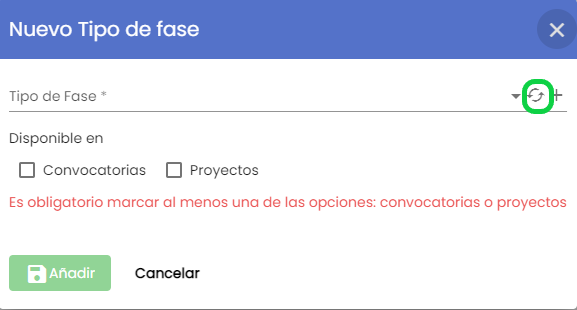 Nuevo Tipo de fase
Tipo de Fase *
Disponible en
Convocatorias Proyectos
Es obligatorio marcar al menos una de las opciones: convocatorias o proyectos
Añadir Cancelar